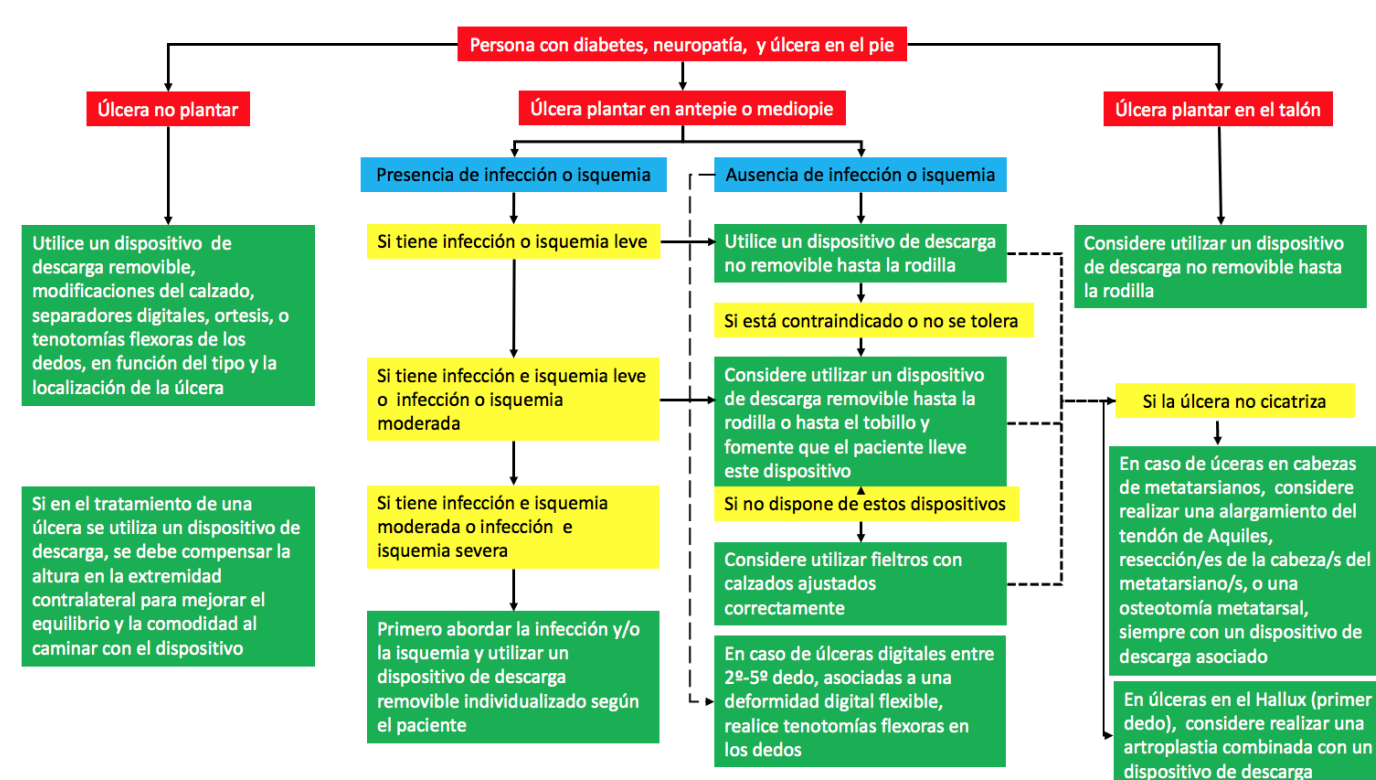 Persona con diabetes, neuropatía, y úlcera en el pie
Úlcera no plantar
Úlcera plantar en antepie o mediopie
Úlcera plantar en el talón
Presencia de infección o isquemia
Ausencia de infección o isquemia
Utilice un dispositivo de
descarga removible,
modificaciones del calzado,
separadores digitales, ortesis, o
tenotomías flexoras de los
dedos, en función del tipo y la
localización de la úlcera
Si en el tratamiento de una
úlcera se utiliza un dispositivo de
descarga, se debe compensar la
altura en la extremidad
contralateral para mejorar el
equilibrio y la comodidad al
caminar con el dispositivo
Si tiene infección o isquemia leve
Si tiene infección e isquemia leve
o infección o isquemia
moderada
Si tiene infección e isquemia
moderada o infección e
isquemia severa
Primero abordar la infección y/o
la isquemia y utilizar un
dispositivo de descarga
removible individualizado según
el paciente
Utilice un dispositivo de descarga
no removible hasta la rodilla
Si está contraindicado o no se tolera
Considere utilizar un dispositivo
de descarga removible hasta la
rodilla o hasta el tobillo y
fomente que el paciente lleve
este dispositivo
Si no dispone de estos dispositivos
Considere utilizar fieltros con
calzados ajustados
correctamente
En caso de úlceras digitales entre
2º-5º dedo, asociadas a una
deformidad digital flexible,
realice tenotomías flexoras en
los dedos
Considere utilizar un dispositivo
de descarga no removible hasta
la rodilla
Si la úlcera no cicatriza
En caso de úceras en cabezas
de metatarsianos, considere
realizar una alargamiento del
tendón de Aquiles,
resección/es de la cabeza/s del
metatarsiano/s, o una
osteotomía metatarsal,
siempre con un dispositivo de
descarga asociado
En úlceras en el Hallux (primer
dedo), considere realizar una
artroplastia combinada con un
dispositivo de descarga